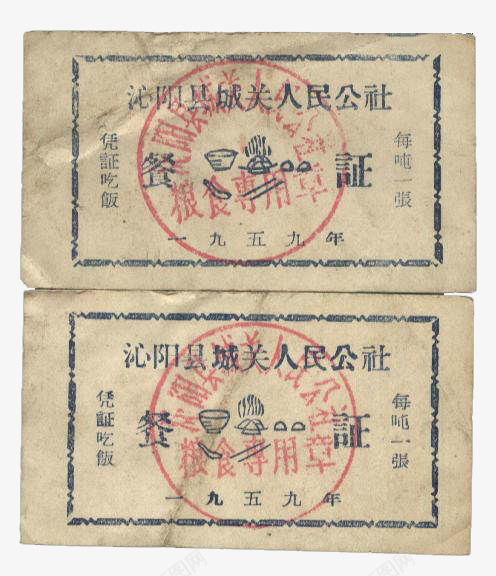 沁阳县城关人民公社
凭証吃飯
餐証
每吨一張
一九五九年
粮食専用章
沁阳县城关人民公社
凭証吃飯
餐証
每吨一張
一九五九年
粮食専用章